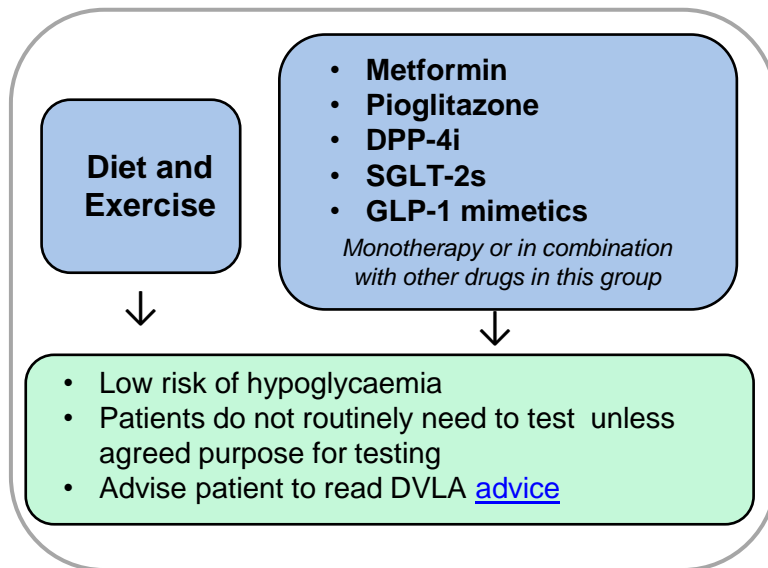 Diet and
Exercise
• Metformin
• Pioglitazone
• DPP-4i
• SGLT-2s
• GLP-1 mimetics
Monotherapy or in combination
with other drugs in this group
• Low risk of hypoglycaemia
• Patients do not routinely need to test  unless
agreed purpose for testing
• Advise patient to read DVLA advice